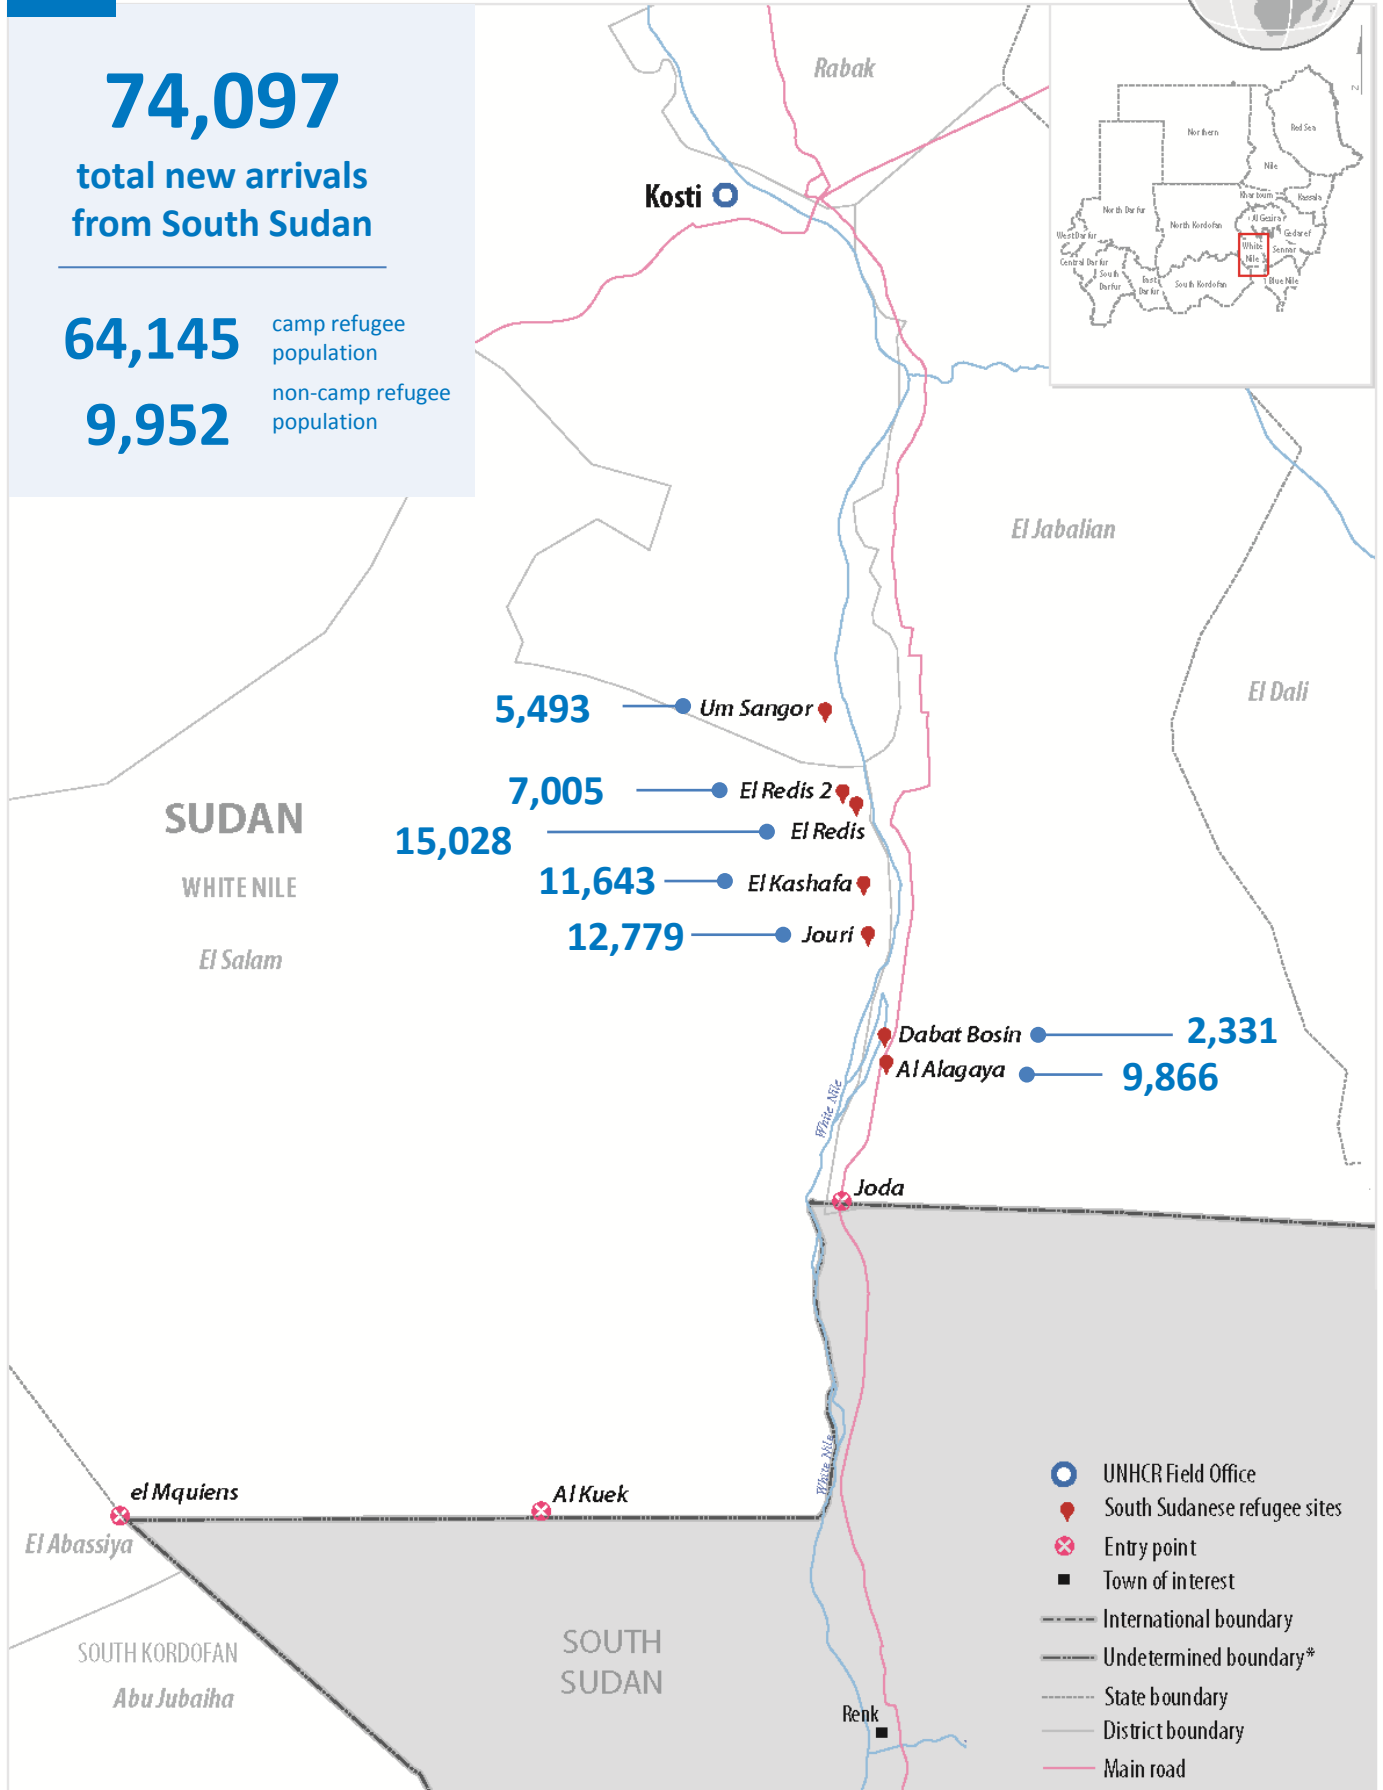 74,097
total new arrivals
from South Sudan
64,145
camp refugee
population
9,952
non-camp refugee
population
Rabak
Kosti
Northern
Red Sea
Nile
Khartoum
Kassala
North Darfur
North Kordofan
Al Gezira
Gedaref
West Darfur
White
Nile
Sennar
Central Darfur
South
Darfur
East
Darfur
South Kordofan
Blue Nile
Z
El Jabalian
El Dali
5,493
Um Sangor
7,005
El Redis 2
15,028
El Redis
11,643
El Kashafa
12,779
Jouri
SUDAN
WHITE NILE
El Salam
Dabat Bosin
2,331
Al Alagaya
9,866
White Nile
Joda
White Nile
el Mquiens
Al Kuek
El Abassiya
SOUTH KORDOFAN
Abu Jubaiha
SOUTH
SUDAN
Renk
UNHCR Field Office
South Sudanese refugee sites
Entry point
Town of interest
International boundary
Undetermined boundary*
State boundary
District boundary
Main road